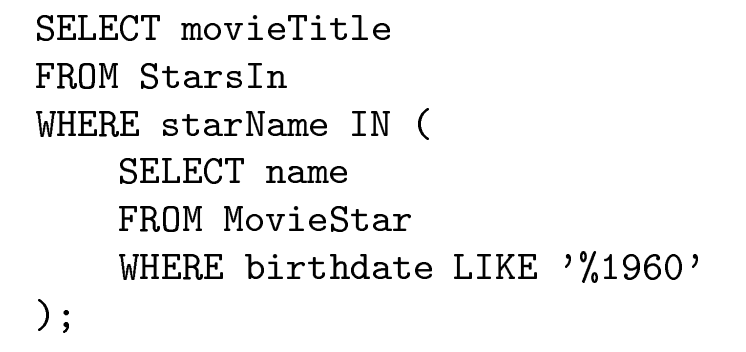 SELECT movieTitle
FROM StarsIn
WHERE starName IN (
    SELECT name
    FROM MovieStar
    WHERE birthdate LIKE '%1960'
);